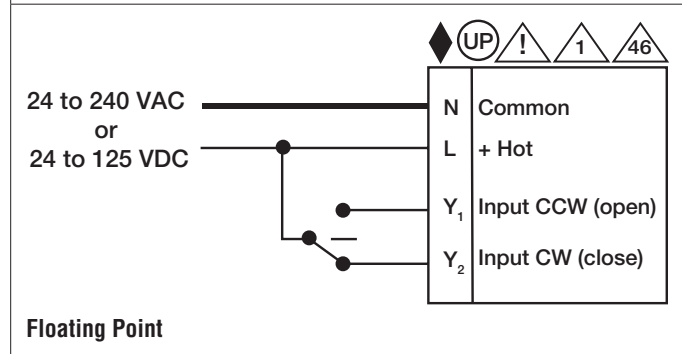 UP ! 1 46
24 to 240 VAC
or
24 to 125 VDC
N Common
L + Hot
Y₁ Input CCW (open)
Y₂ Input CW (close)
Floating Point